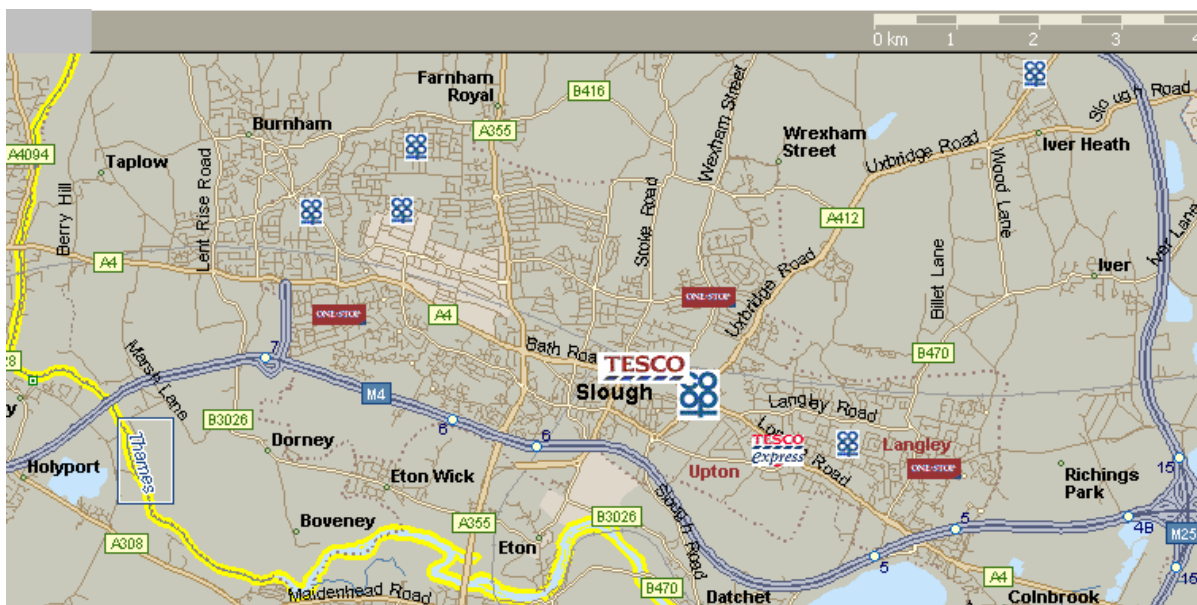 0 km 1 2 3 4
Farnham
Royal
B416
Slough Road
Burnham
A355
Wexham Street
Wrexham
Street
Uxbridge Road
Iver Heath
A4094
Taplow
Berry Hill
Lent Rise Road
Stoke Road
A412
Wood Lane
Iver Lane
A4
Iver
ONE·STOP
ONE·STOP
Uxbridge Road
Billet Lane
A4
Bath Roa
B470
28
Marsh Lane
7
TESCO
Slough
M4
Langley Road
B3026
6
Dorney
6
TESCO
express
Lon
Road
Langley
ONE·STOP
Thames
Holyport
Eton Wick
Upton
Richings
Park
15
Slough Road
Boveney
A355
B3026
5
4B
M25
A308
Eton
5
15
Maidenhead Road
B470
Datchet
A4
Colnbrook
y